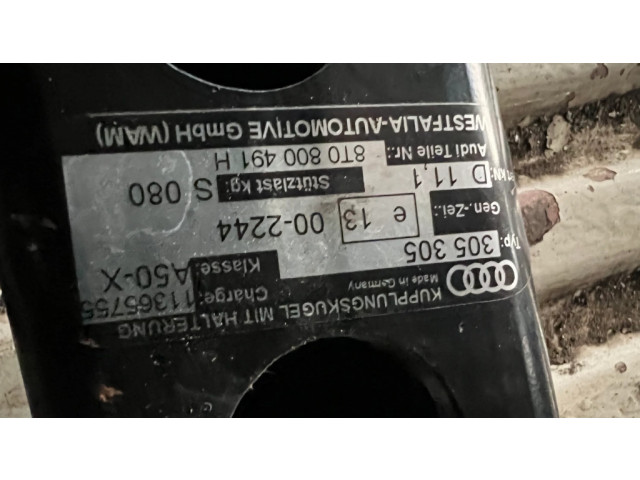 KUPPLUNGSKUGEL MIT HALTERUNG
Made in Germany
Charge: 11365755
Typ: 305 305
Klasse: A50-X
Gen.-Zei.: e 13 00-2244
kN: D 11,1
Stützlast kg: S 080
Audi Teile Nr.: 8T0 800 491 H
WESTFALIA-AUTOMOTIVE GmbH (WAM)